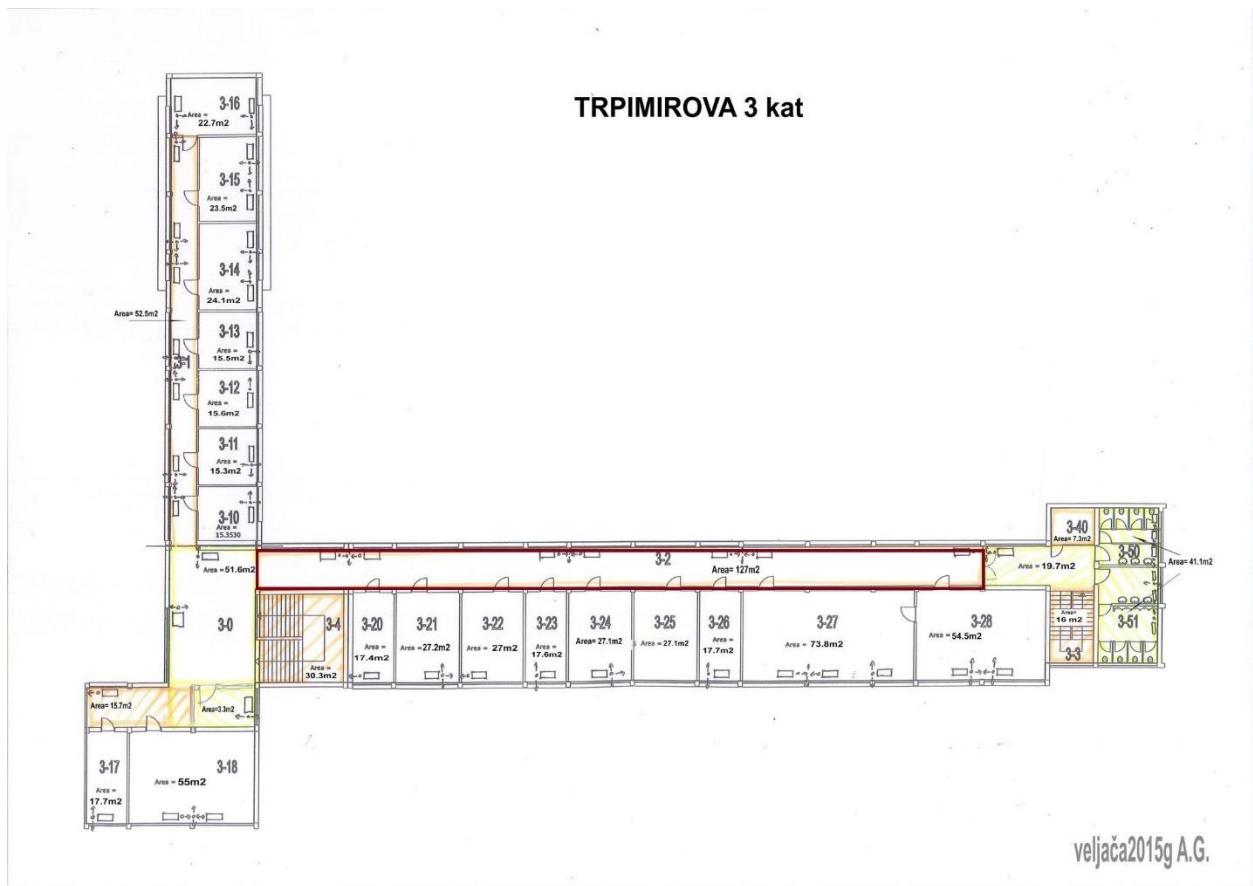 TRPIMIROVA 3 kat
3-16
Area =
22.7m2
3-15
Area =
23.5m2
3-14
Area =
24.1m2
Area= 52.5m2
3-13
Area =
15.5m2
3-1
3-12
Area =
15.6m2
3-11
Area =
15.3m2
3-10
Area =
15.3530
Area =51.6m2
3-2
Area= 127m2
3-40
Area= 7.3m2
3-50
Area= 41.1m2
Area = 19.7m2
3-0
3-4
30.3m2
3-20
Area =
17.4m2
3-21
Area =27.2m2
3-22
Area = 27m2
3-23
Area =
17.6m2
3-24
Area= 27.1m2
3-25
Area= 27.1m2
3-26
Area =
17.7m2
3-27
Area = 73.8m2
3-28
Area = 54.5m2
Area=
16 m2
3-3
3-51
Area= 15.7m2
Area=3.3m2
3-17
Area =
17.7m2
3-18
Area = 55m2
veljača2015g A.G.